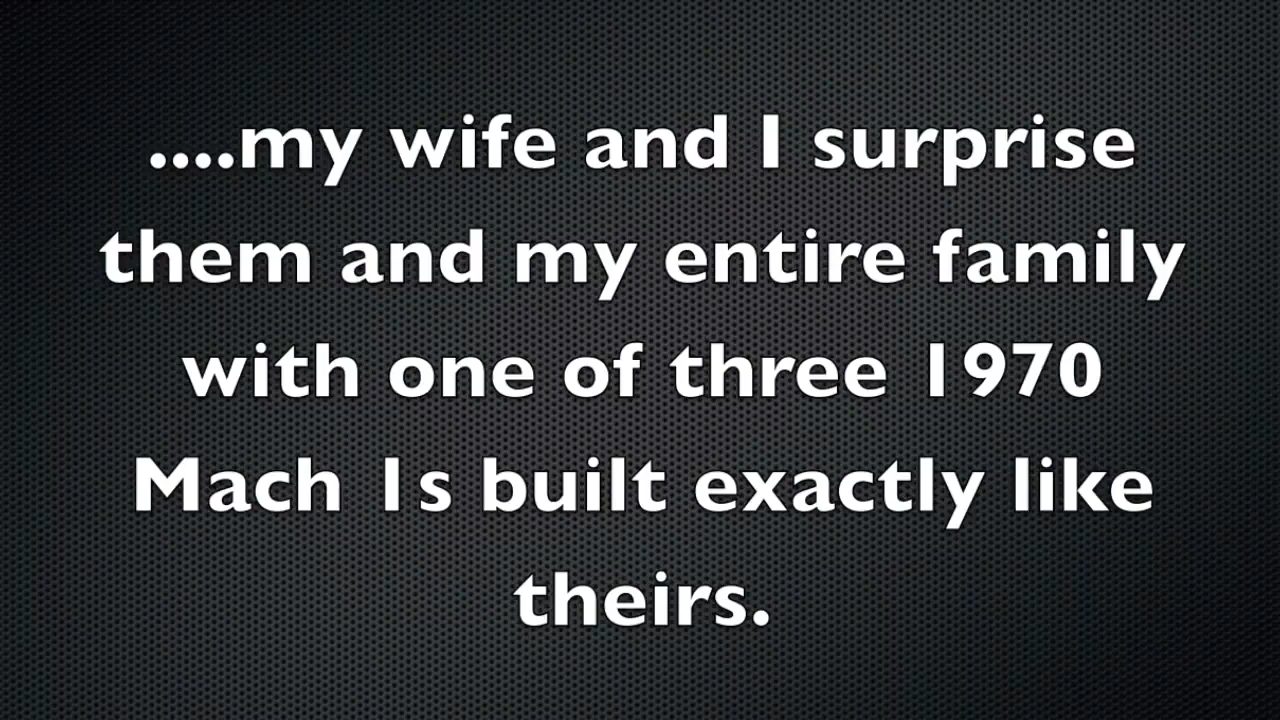 ....my wife and I surprise
them and my entire family
with one of three 1970
Mach 1s built exactly like
theirs.